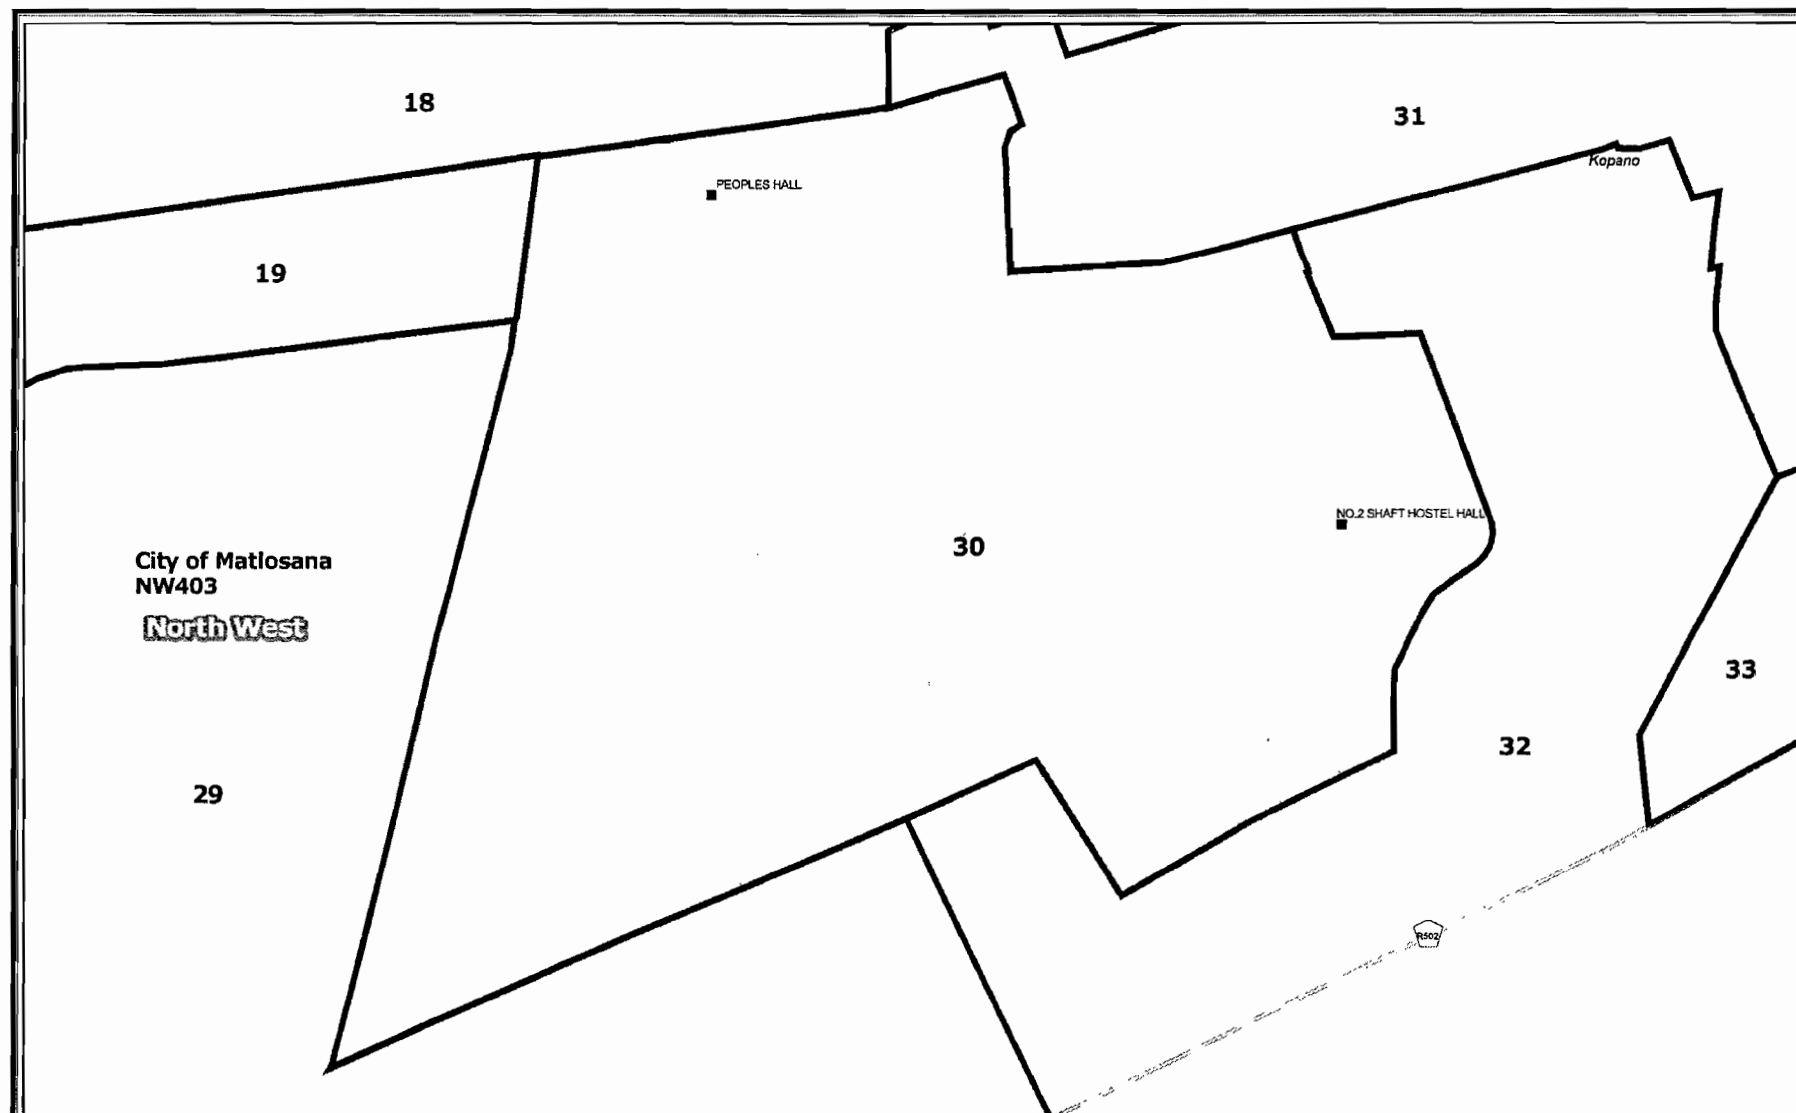 18
31
Kopano
PEOPLES HALL
19
NO.2 SHAFT HOSTEL HALL
30
City of Matlosana
NW403
North West
33
32
29
R502